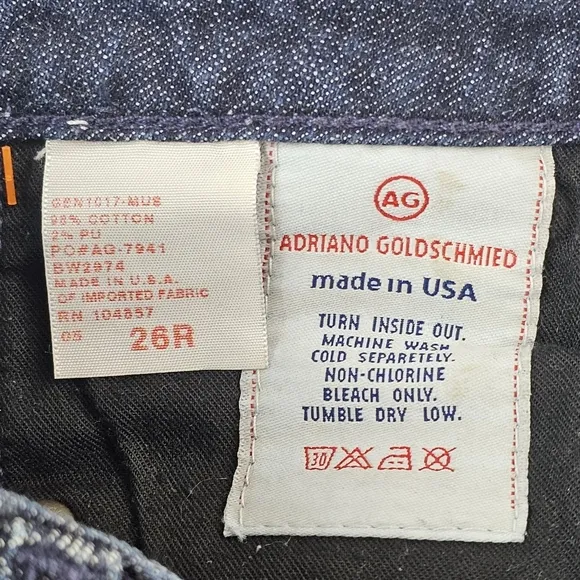 GEN1017-MUS
98% COTTON
2% PU
PO#AG-7941
BW2974
MADE IN U.S.A.
OF IMPORTED FABRIC
RN 104857
05 26R
AG
ADRIANO GOLDSCHMIED
made in USA
TURN INSIDE OUT.
MACHINE WASH
COLD SEPARETELY.
NON-CHLORINE
BLEACH ONLY.
TUMBLE DRY LOW.
30